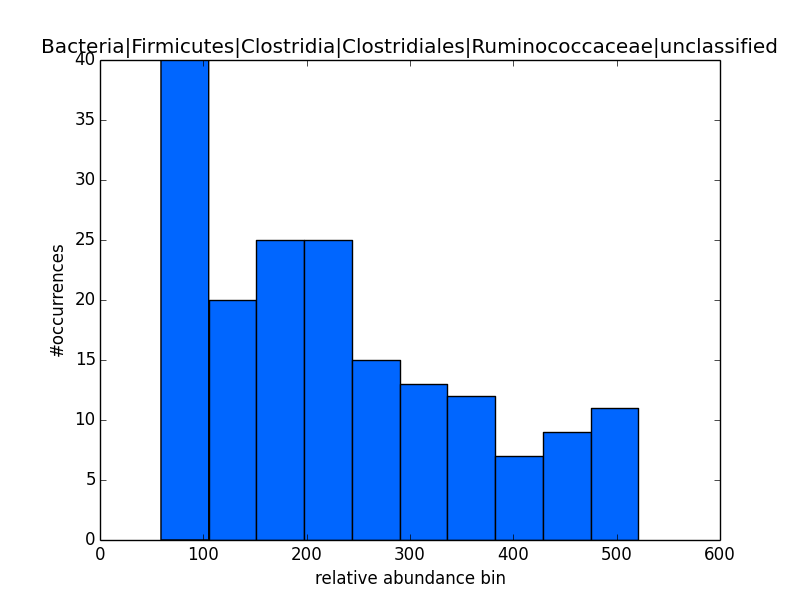 Bacteria|Firmicutes|Clostridia|Clostridiales|Ruminococcaceae|unclassified
40
35
30
25
20
15
10
5
0
#occurrences
0 100 200 300 400 500 600
relative abundance bin